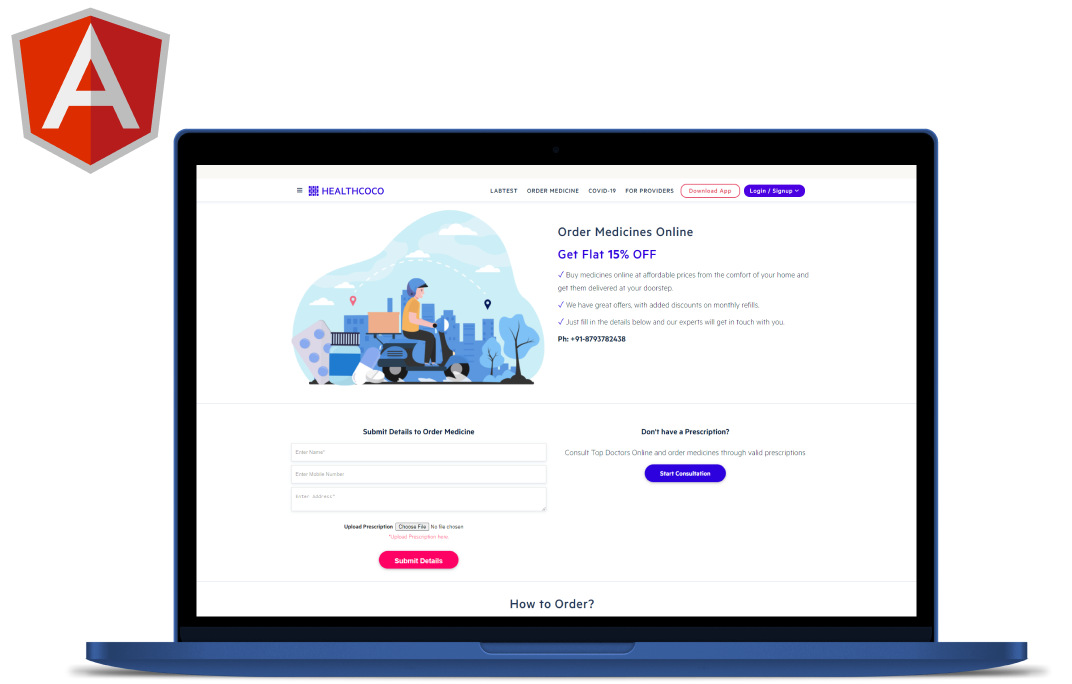 A
HEALTHCOCO
LABTEST ORDER MEDICINE COVID-19 FOR PROVIDERS Download App Login / Signup
Order Medicines Online
Get Flat 15% OFF
✓ Buy medicines online at affordable prices from the comfort of your home and
get them delivered at your doorstep.
✓ We have great offers, with added discounts on monthly refills.
✓ Just fill in the details below and our experts will get in touch with you.
Ph: +91-8793782438
Submit Details to Order Medicine
Enter Name*
Enter Mobile Number
Enter Address*
Upload Prescription Choose File No file chosen
*Upload Prescription here.
Submit Details
Don't have a Prescription?
Consult Top Doctors Online and order medicines through valid prescriptions
Start Consultation
How to Order?